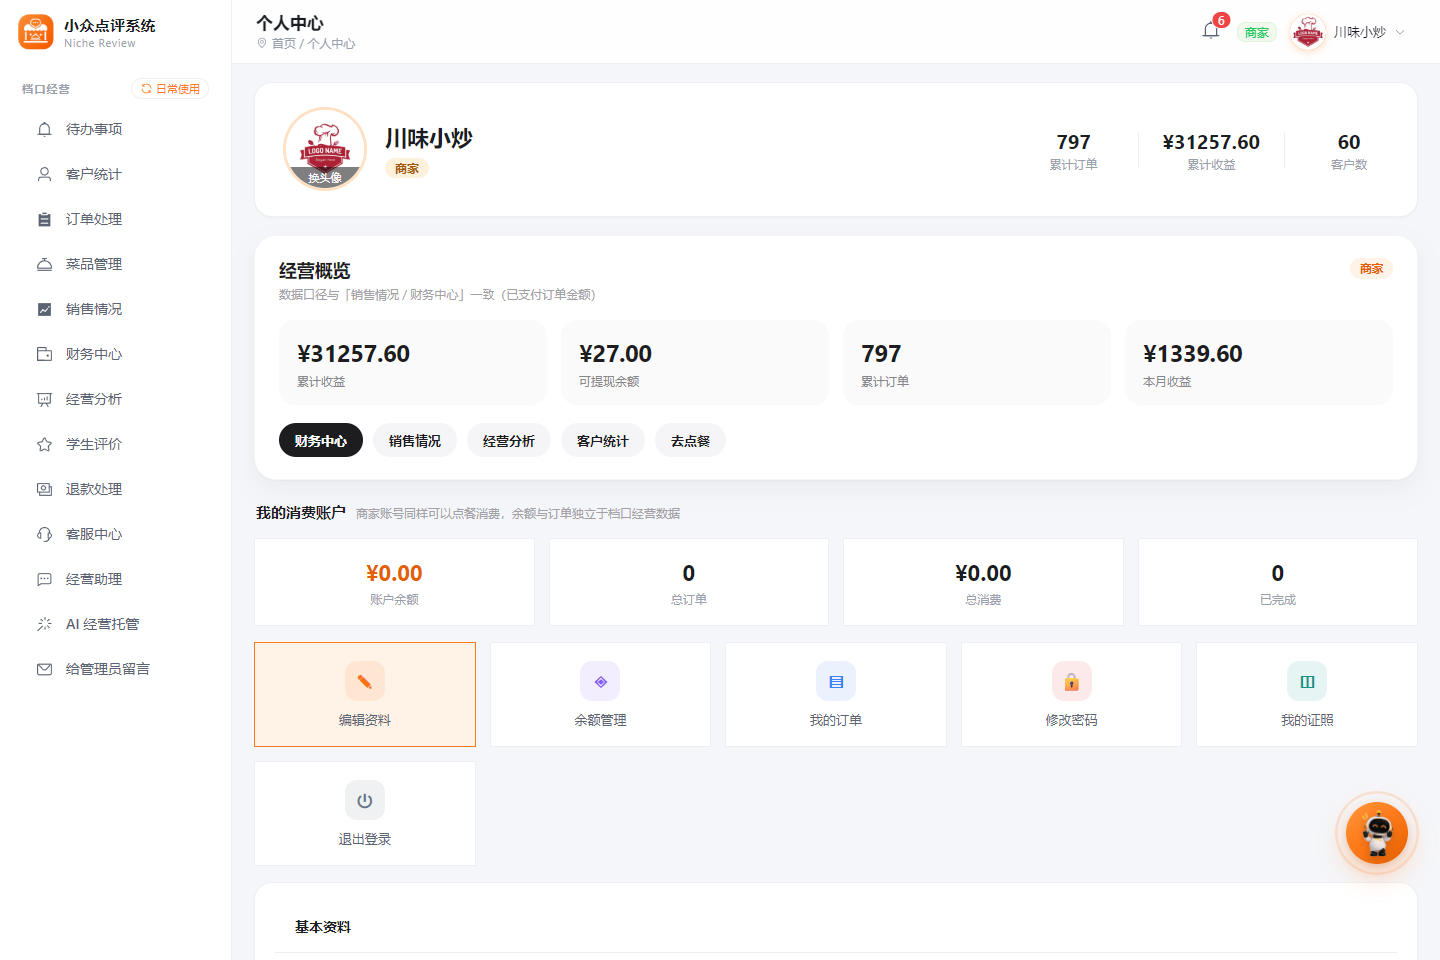 小众点评系统
Niche Review
档口经营
日常使用
待办事项
客户统计
订单处理
菜品管理
销售情况
财务中心
经营分析
学生评价
退款处理
客服中心
经营助理
AI 经营托管
给管理员留言
个人中心
首页 / 个人中心
6
商家
川味小炒
LOGO NAME
换头像
川味小炒
商家
797
累计订单
¥31257.60
累计收益
60
客户数
经营概览
商家
数据口径与「销售情况 / 财务中心」一致（已支付订单金额）
¥31257.60
累计收益
¥27.00
可提现余额
797
累计订单
¥1339.60
本月收益
财务中心
销售情况
经营分析
客户统计
去点餐
我的消费账户
商家账号同样可以点餐消费，余额与订单独立于档口经营数据
¥0.00
账户余额
0
总订单
¥0.00
总消费
0
已完成
编辑资料
余额管理
我的订单
修改密码
我的证照
退出登录
基本资料